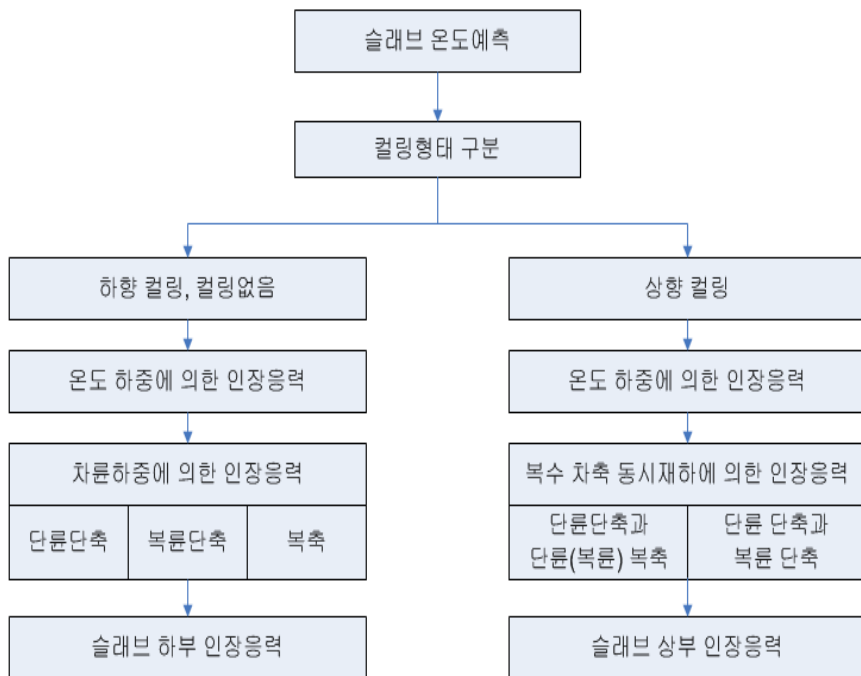 슬래브 온도예측
컬링형태 구분
하향 컬링, 컬링없음
온도 하중에 의한 인장응력
차륜하중에 의한 인장응력
단륜단축
복륜단축
복축
슬래브 하부 인장응력
상향 컬링
온도 하중에 의한 인장응력
복수 차축 동시재하에 의한 인장응력
단륜단축과
단륜(복륜) 복축
단륜 단축과
복륜 단축
슬래브 상부 인장응력